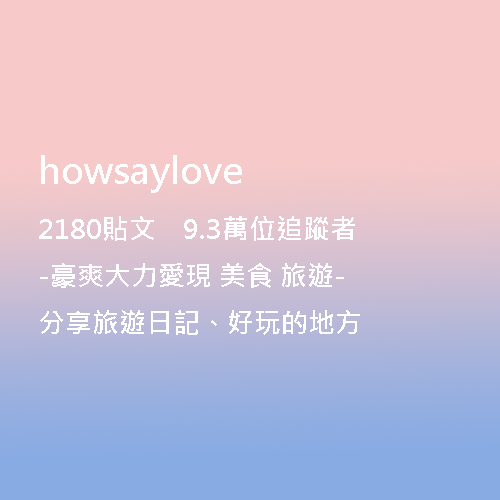 howsaylove
2180貼文 9.3萬位追蹤者
-豪爽大力愛現 美食 旅遊-
分享旅遊日記、好玩的地方